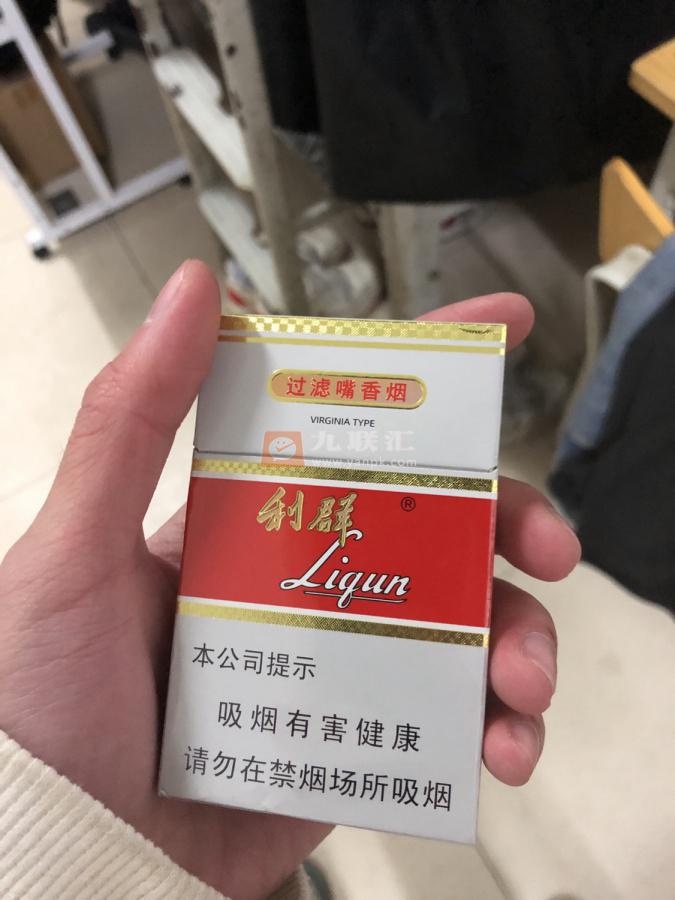 过滤嘴香烟
VIRGINIA TYPE
九联汇
利群
®
Liqun
本公司提示
吸烟有害健康
请勿在禁烟场所吸烟